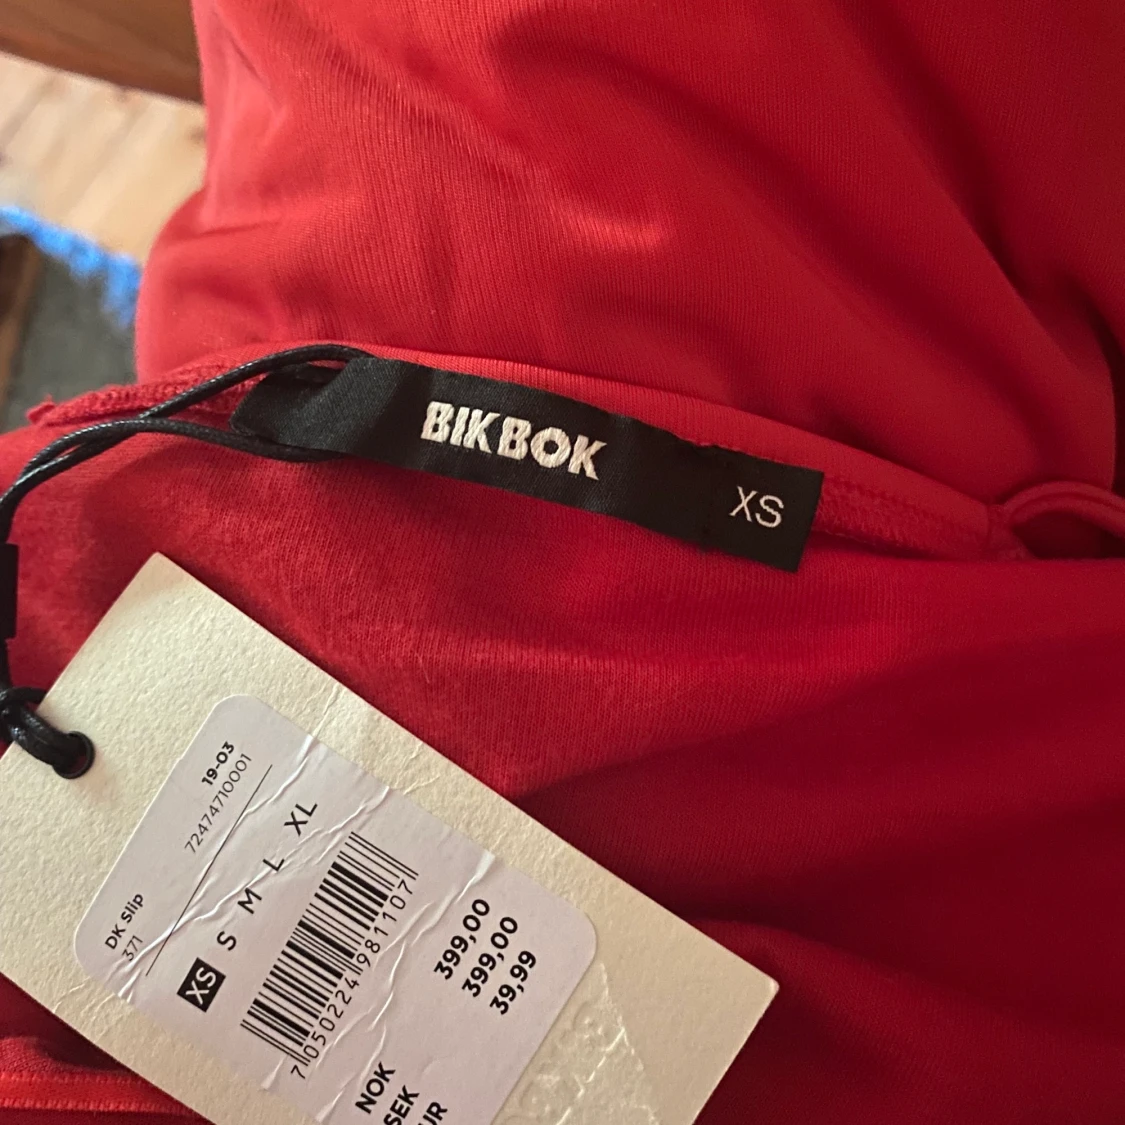 BIKBOK
XS
19-03
72474710001
DK Slip
371
XS S M L XL
7050224981107
NOK 399,00
SEK 399,00
UR 39,99